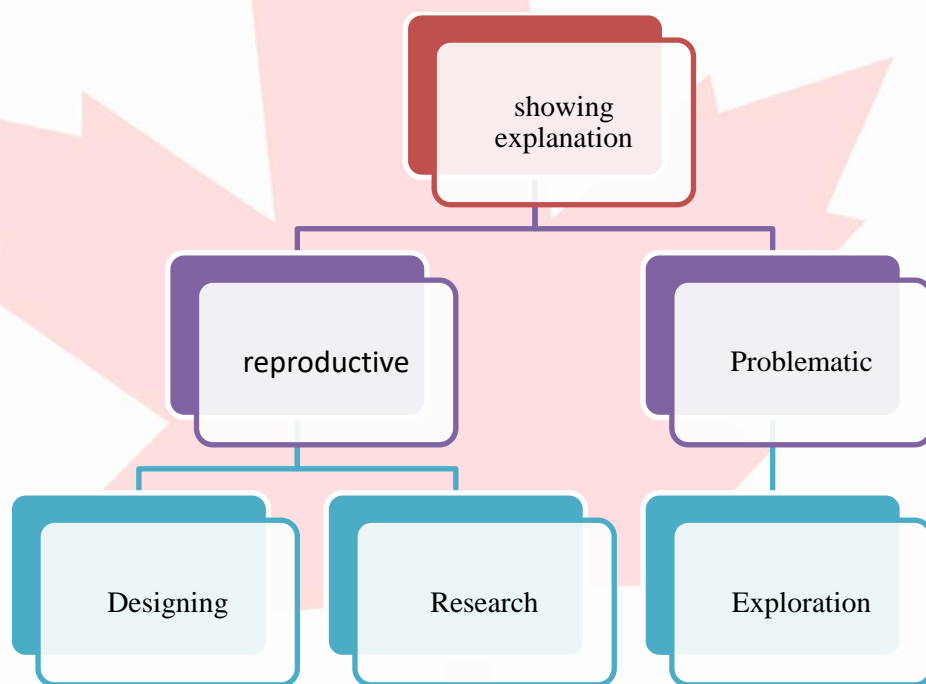 showing
explanation
reproductive
Problematic
Designing
Research
Exploration